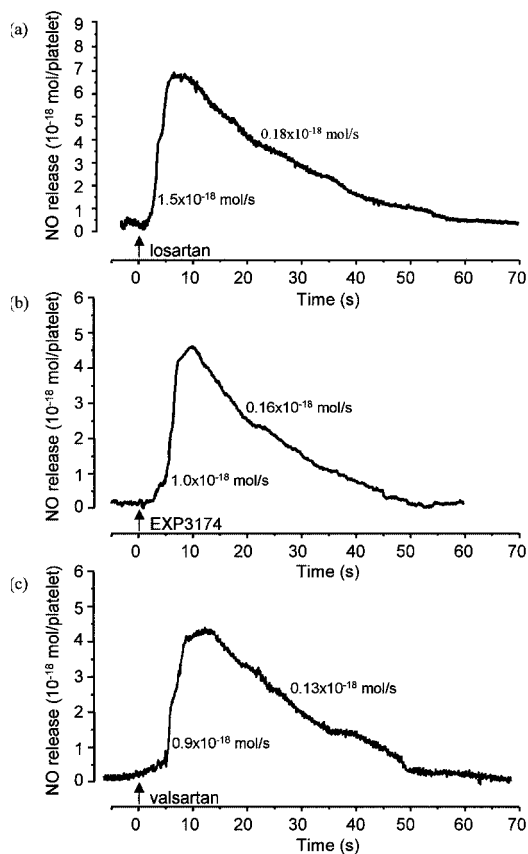 (a)
NO release (10⁻¹⁸ mol/platelet)
9
8
7
6
5
4
3
2
1
0
0.18x10⁻¹⁸ mol/s
1.5x10⁻¹⁸ mol/s
losartan
0 10 20 30 40 50 60 70
Time (s)
(b)
NO release (10⁻¹⁸ mol/platelet)
6
5
4
3
2
1
0
0.16x10⁻¹⁸ mol/s
1.0x10⁻¹⁸ mol/s
EXP3174
0 10 20 30 40 50 60 70
Time (s)
(c)
NO release (10⁻¹⁸ mol/platelet)
6
5
4
3
2
1
0
0.13x10⁻¹⁸ mol/s
0.9x10⁻¹⁸ mol/s
valsartan
0 10 20 30 40 50 60 70
Time (s)